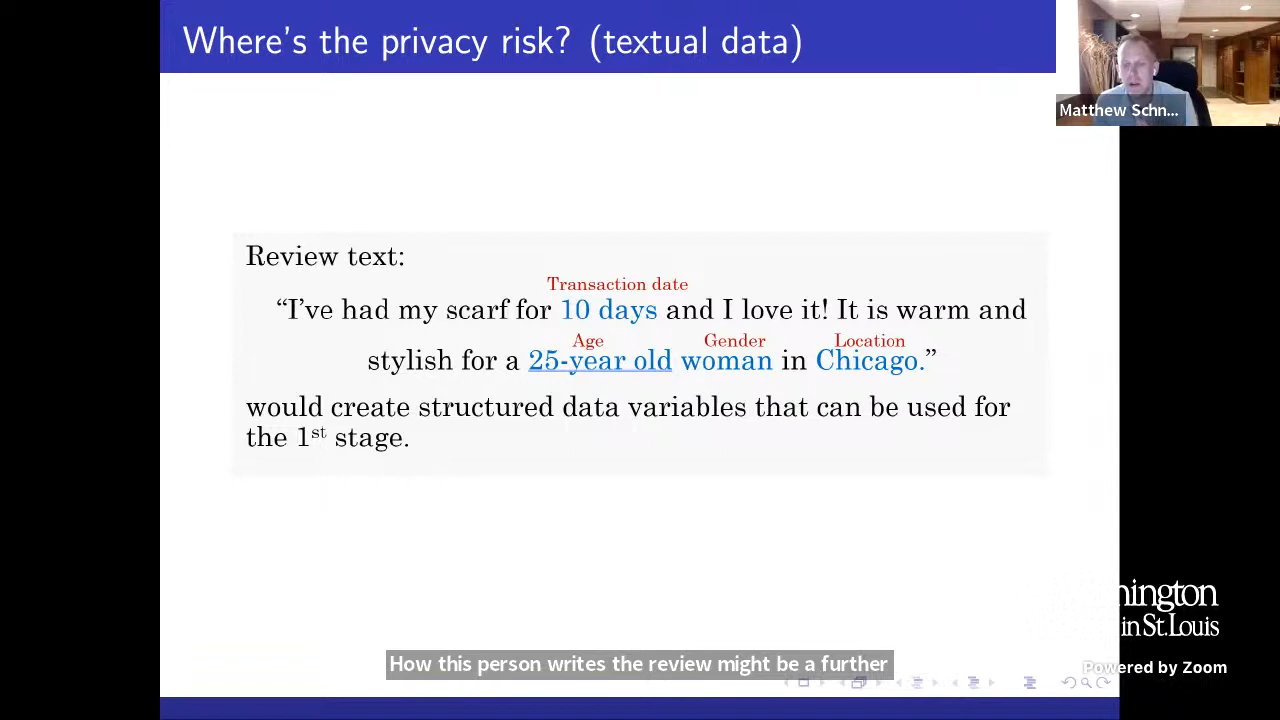 Where's the privacy risk? (textual data)
Matthew Schn...
Review text:
Transaction date
“I've had my scarf for 10 days and I love it! It is warm and
Age Gender Location
stylish for a 25-year old woman in Chicago.”
would create structured data variables that can be used for
the 1st stage.
in St. Louis
How this person writes the review might be a further
Powered by Zoom